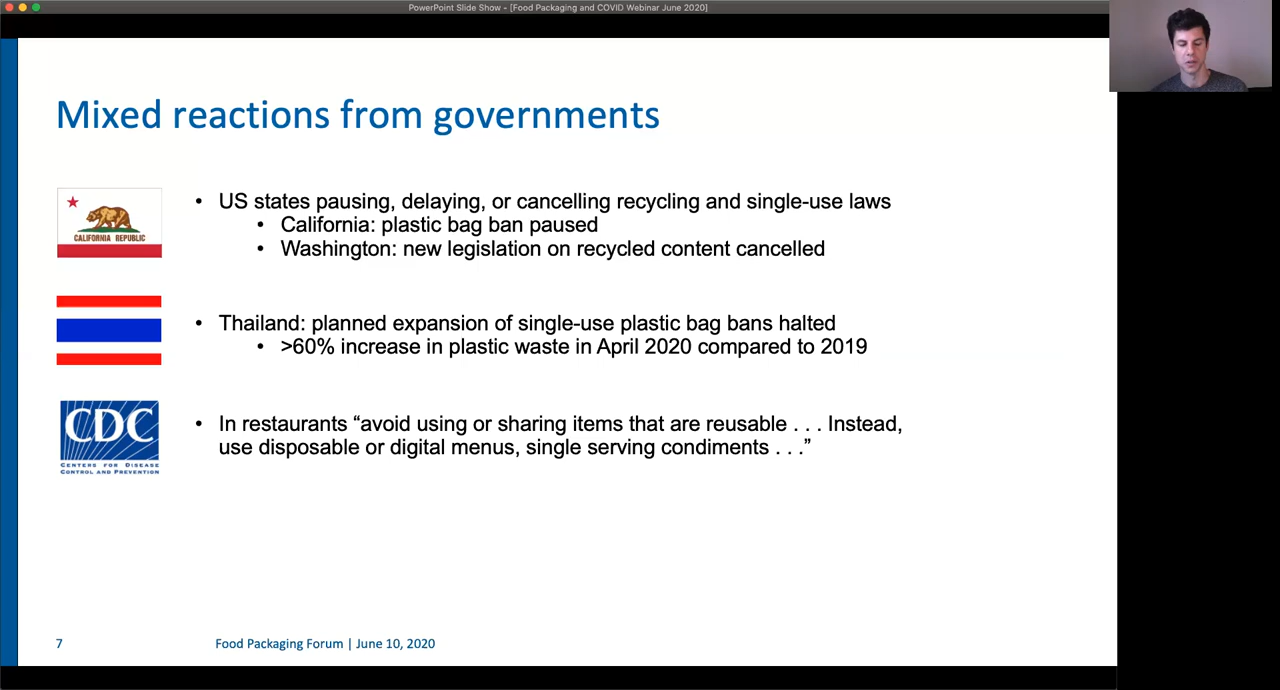 PowerPoint Slide Show - [Food Packaging and COVID Webinar June 2020]
Mixed reactions from governments
CALIFORNIA REPUBLIC
• US states pausing, delaying, or cancelling recycling and single-use laws
• California: plastic bag ban paused
• Washington: new legislation on recycled content cancelled
• Thailand: planned expansion of single-use plastic bag bans halted
• >60% increase in plastic waste in April 2020 compared to 2019
CDC
CENTERS FOR DISEASE
CONTROL AND PREVENTION
• In restaurants “avoid using or sharing items that are reusable . . . Instead,
use disposable or digital menus, single serving condiments . . .”
7
Food Packaging Forum | June 10, 2020